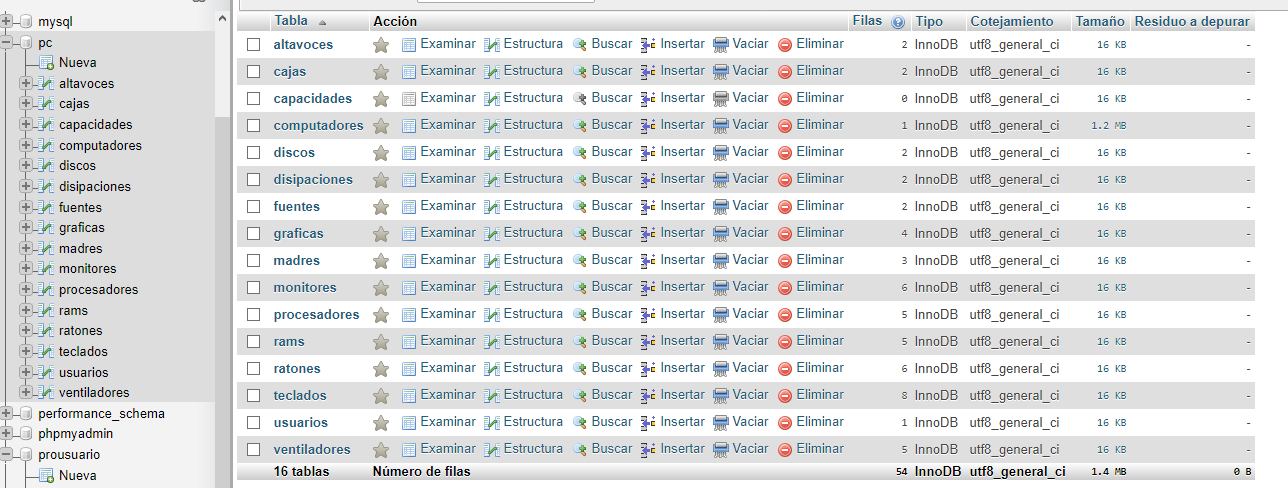 mysql
pc
Nueva
altavoces
cajas
capacidades
computadores
discos
disipaciones
fuentes
graficas
madres
monitores
procesadores
rams
ratones
teclados
usuarios
ventiladores
performance_schema
phpmyadmin
prousuario
Nueva
Tabla Acción Filas Tipo Cotejamiento Tamaño Residuo a depurar
altavoces Examinar Estructura Buscar Insertar Vaciar Eliminar 2 InnoDB utf8_general_ci 16 KB -
cajas Examinar Estructura Buscar Insertar Vaciar Eliminar 2 InnoDB utf8_general_ci 16 KB -
capacidades Examinar Estructura Buscar Insertar Vaciar Eliminar 0 InnoDB utf8_general_ci 16 KB -
computadores Examinar Estructura Buscar Insertar Vaciar Eliminar 1 InnoDB utf8_general_ci 1.2 MB -
discos Examinar Estructura Buscar Insertar Vaciar Eliminar 2 InnoDB utf8_general_ci 16 KB -
disipaciones Examinar Estructura Buscar Insertar Vaciar Eliminar 2 InnoDB utf8_general_ci 16 KB -
fuentes Examinar Estructura Buscar Insertar Vaciar Eliminar 2 InnoDB utf8_general_ci 16 KB -
graficas Examinar Estructura Buscar Insertar Vaciar Eliminar 4 InnoDB utf8_general_ci 16 KB -
madres Examinar Estructura Buscar Insertar Vaciar Eliminar 3 InnoDB utf8_general_ci 16 KB -
monitores Examinar Estructura Buscar Insertar Vaciar Eliminar 6 InnoDB utf8_general_ci 16 KB -
procesadores Examinar Estructura Buscar Insertar Vaciar Eliminar 5 InnoDB utf8_general_ci 16 KB -
rams Examinar Estructura Buscar Insertar Vaciar Eliminar 5 InnoDB utf8_general_ci 16 KB -
ratones Examinar Estructura Buscar Insertar Vaciar Eliminar 6 InnoDB utf8_general_ci 16 KB -
teclados Examinar Estructura Buscar Insertar Vaciar Eliminar 8 InnoDB utf8_general_ci 16 KB -
usuarios Examinar Estructura Buscar Insertar Vaciar Eliminar 1 InnoDB utf8_general_ci 16 KB -
ventiladores Examinar Estructura Buscar Insertar Vaciar Eliminar 5 InnoDB utf8_general_ci 16 KB -
16 tablas Número de filas 54 InnoDB utf8_general_ci 1.4 MB 0 B